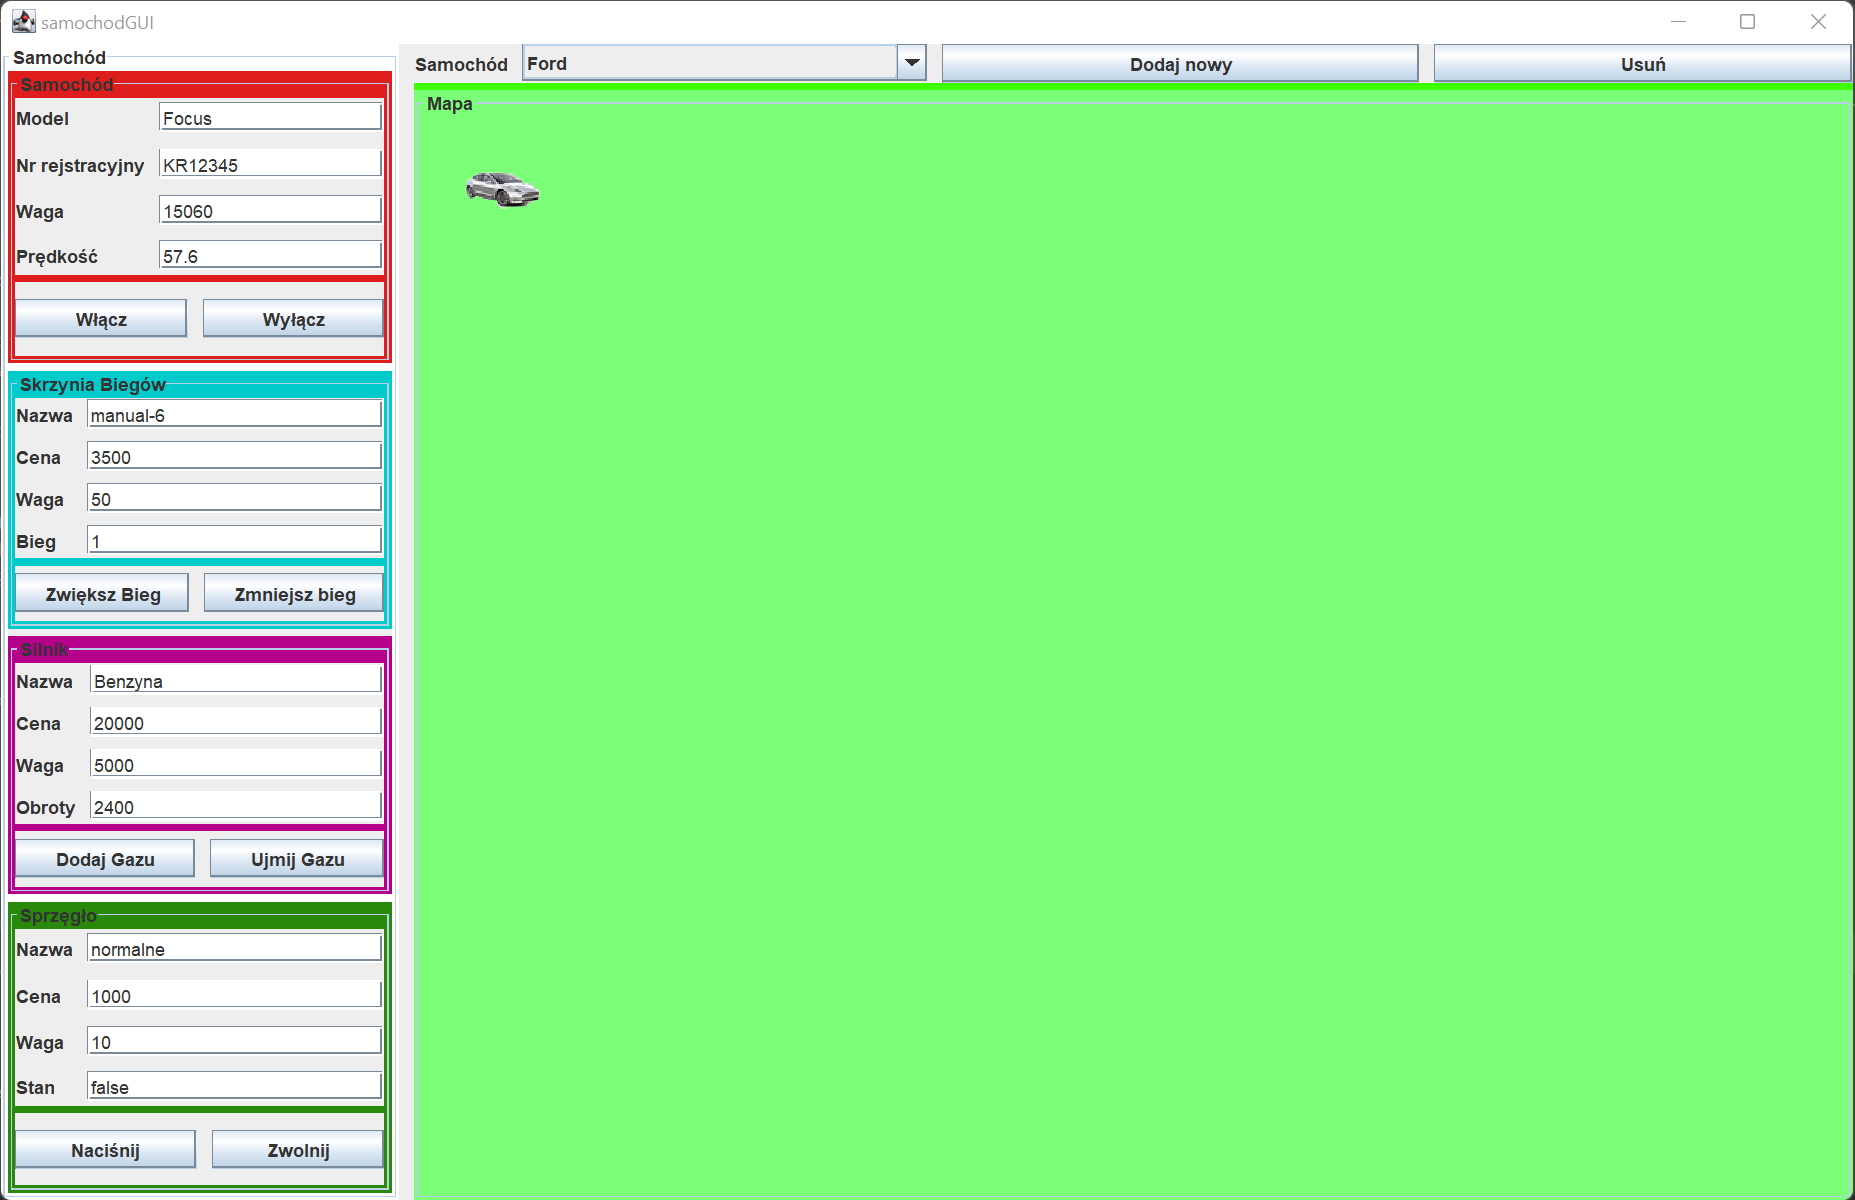 samochodGUI
Samochód
Samochód
Model Focus
Nr rejstracyjny KR12345
Waga 15060
Prędkość 57.6
Włącz Wyłącz
Skrzynia Biegów
Nazwa manual-6
Cena 3500
Waga 50
Bieg 1
Zwiększ Bieg Zmniejsz bieg
Silnik
Nazwa Benzyna
Cena 20000
Waga 5000
Obroty 2400
Dodaj Gazu Ujmij Gazu
Sprzęgło
Nazwa normalne
Cena 1000
Waga 10
Stan false
Naciśnij Zwolnij
Samochód Ford Dodaj nowy Usuń
Mapa